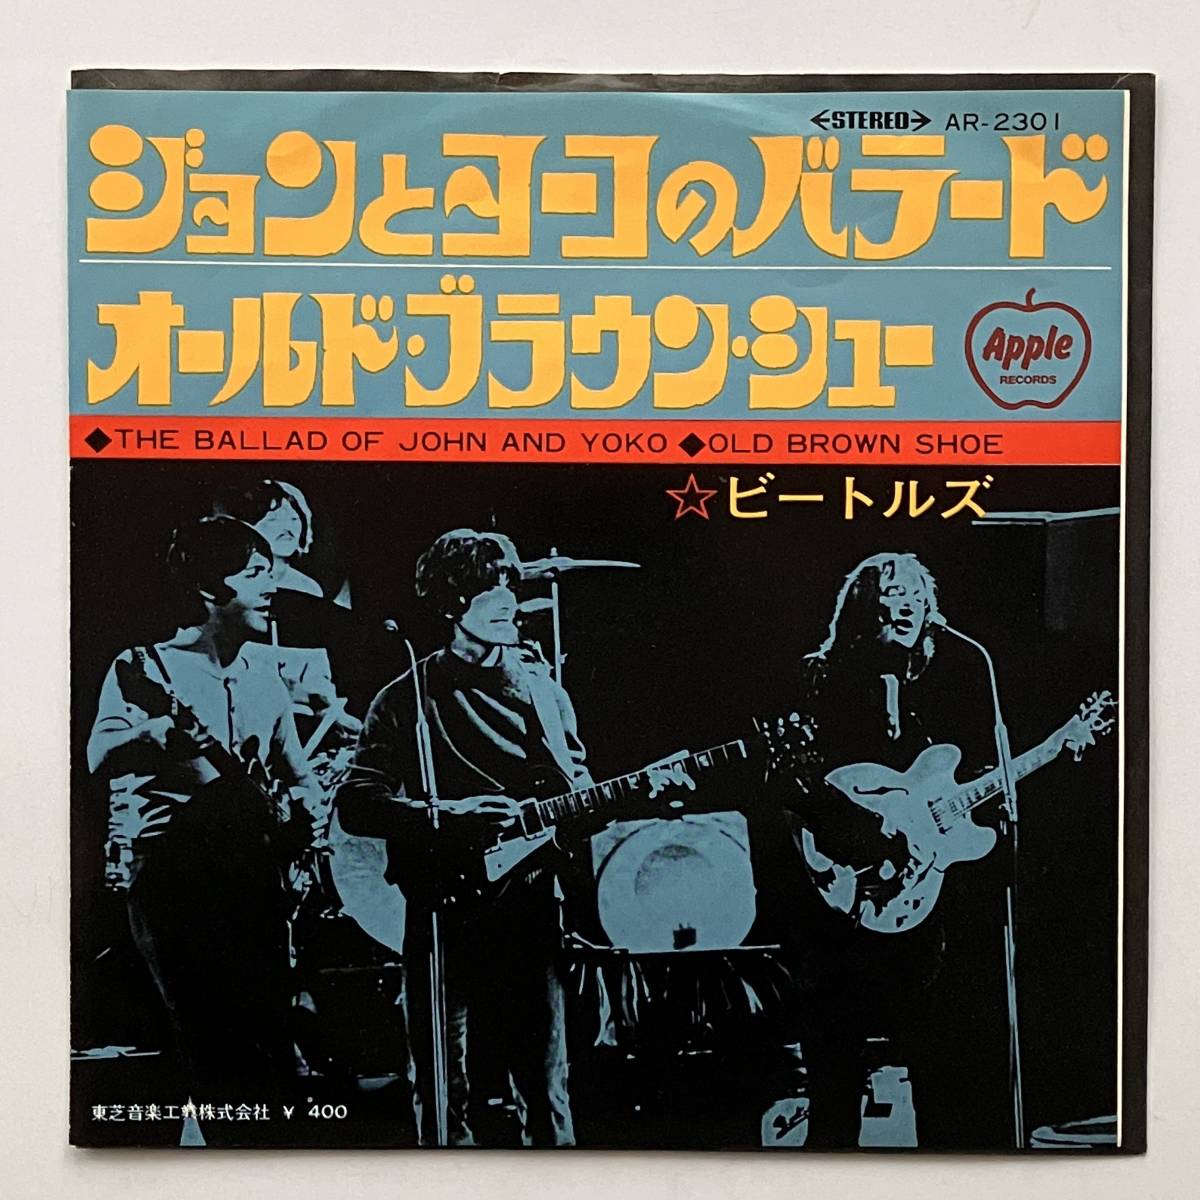 ←STEREO→ AR-2301
ジョンとヨーコのバラード
オールド・ブラウン・シュー
Apple
RECORDS
◆THE BALLAD OF JOHN AND YOKO ◆OLD BROWN SHOE
☆ビートルズ
東芝音楽工業株式会社 ¥ 400